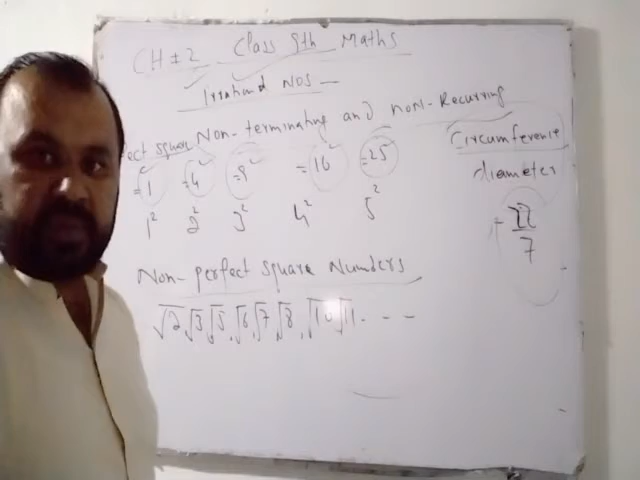 CH # 2 Class 9th Maths
Irrational NOS —
Non-terminating and non-Recurring
ect square
= 1 = 4 = 9 = 16 = 25
1² 2² 3² 4² 5²
Circumference
diameter
22
7
Non-perfect square Numbers
√2 √3 √5, √6 √7 √8, √10 √11. - - -